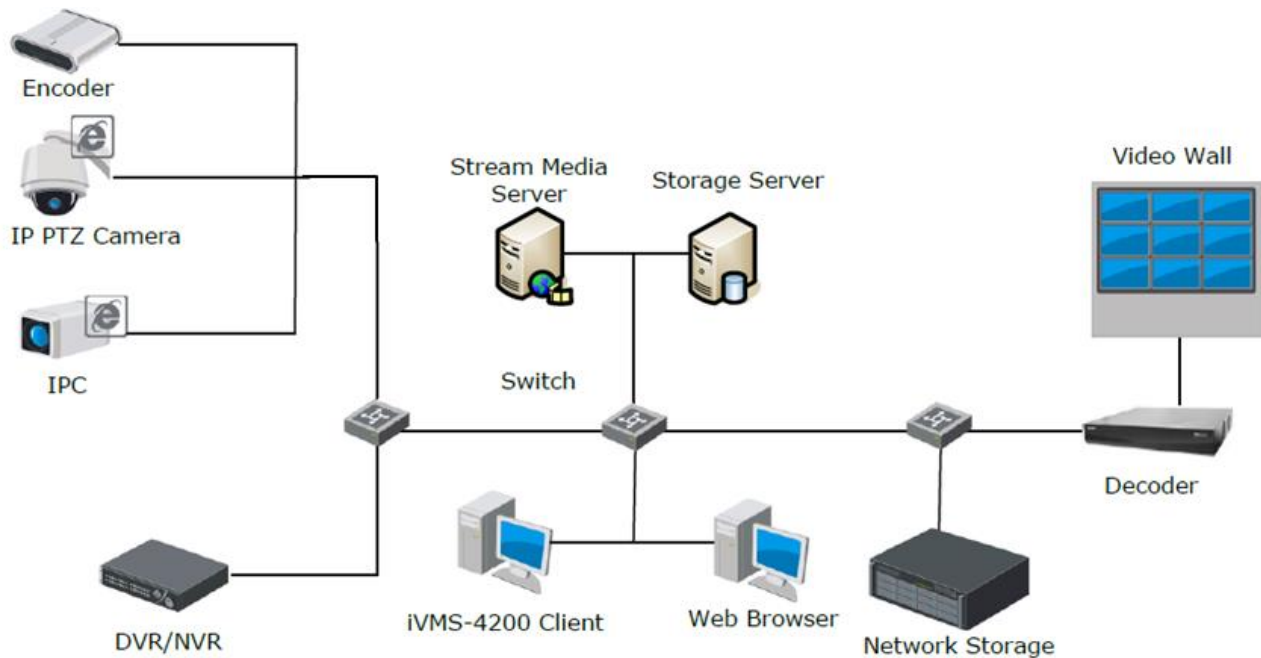 Encoder
IP PTZ Camera
IPC
DVR/NVR
Stream Media
Server
Storage Server
Switch
iVMS-4200 Client
Web Browser
Video Wall
Decoder
Network Storage